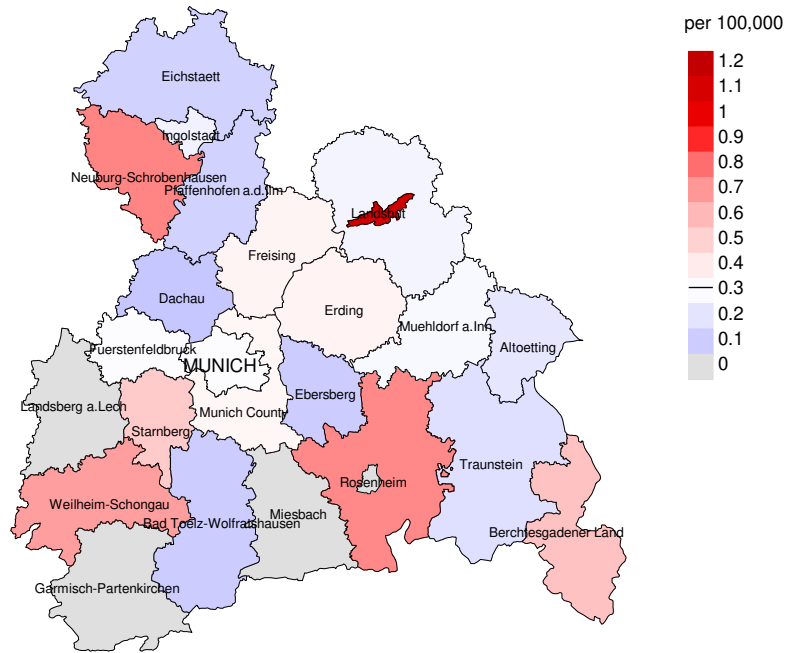 per 100,000
1.2
1.1
1
0.9
0.8
0.7
0.6
0.5
0.4
0.3
0.2
0.1
0
Eichstaett
Ingolstadt
Neuburg-Schrobenhausen
Pfaffenhofen a.d.Ilm
Landshut
Freising
Dachau
Erding
Muehldorf a.Inn
Altoetting
Fuerstenfeldbruck
MUNICH
Ebersberg
Landsberg a.Lech
Munich County
Starnberg
Traunstein
Rosenheim
Weilheim-Schongau
Miesbach
Bad Toelz-Wolfratshausen
Berchtesgadener Land
Garmisch-Partenkirchen